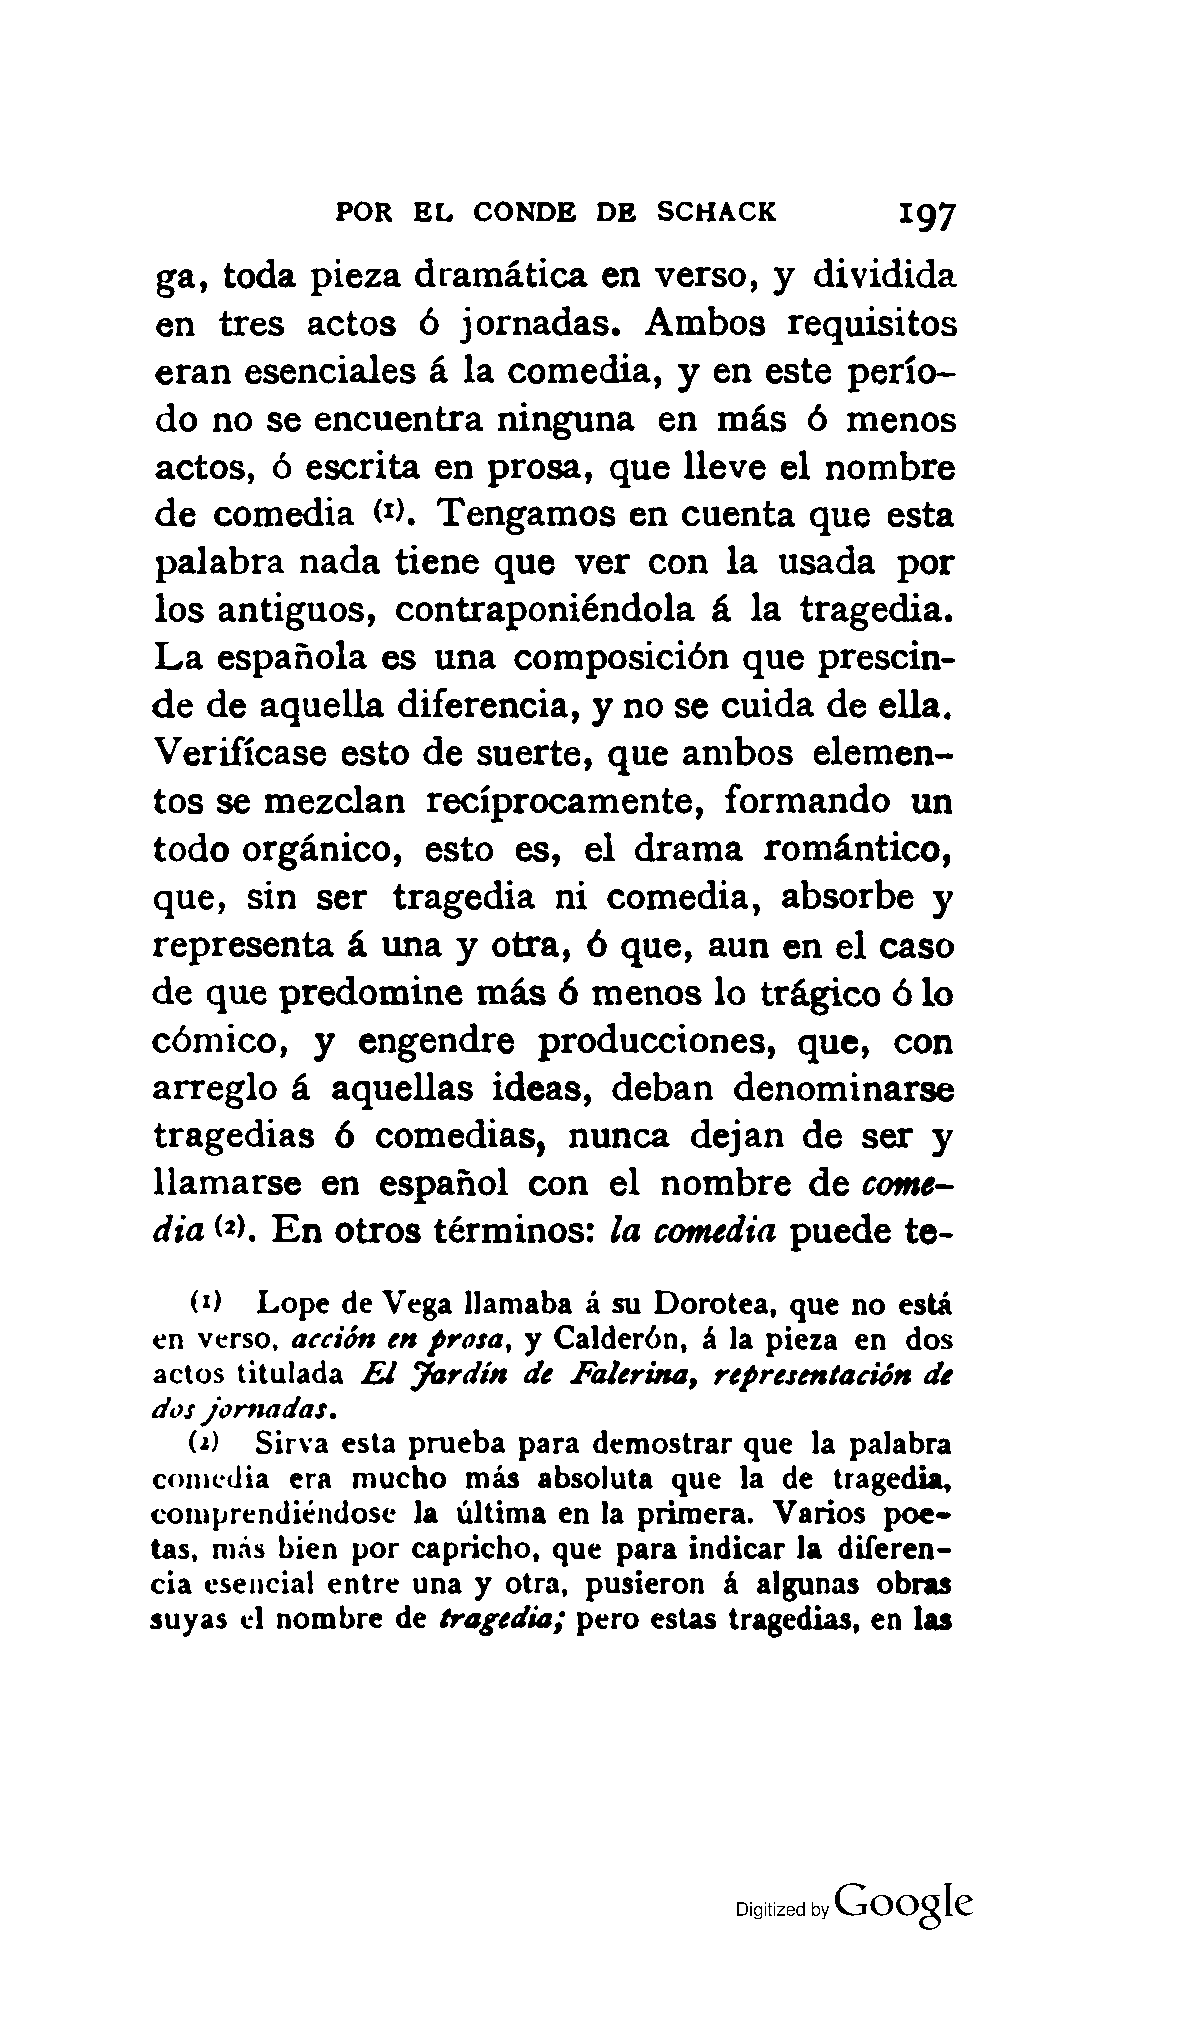 POR EL CONDE DE SCHACK 197
ga, toda pieza dramática en verso, y dividida
en tres actos ó jornadas. Ambos requisitos
eran esenciales á la comedia, y en este perío-
do no se encuentra ninguna en más ó menos
actos, ó escrita en prosa, que lleve el nombre
de comedia (1). Tengamos en cuenta que esta
palabra nada tiene que ver con la usada por
los antiguos, contraponiéndola á la tragedia.
La española es una composición que prescin-
de de aquella diferencia, y no se cuida de ella.
Verifícase esto de suerte, que ambos elemen-
tos se mezclan recíprocamente, formando un
todo orgánico, esto es, el drama romántico,
que, sin ser tragedia ni comedia, absorbe y
representa á una y otra, ó que, aun en el caso
de que predomine más ó menos lo trágico ó lo
cómico, y engendre producciones, que, con
arreglo á aquellas ideas, deban denominarse
tragedias ó comedias, nunca dejan de ser y
llamarse en español con el nombre de come-
dia (2). En otros términos: la comedia puede te-
(1) Lope de Vega llamaba á su Dorotea, que no está
en verso, acción en prosa, y Calderón, á la pieza en dos
actos titulada El Jardín de Falerina, representación de
dos jornadas.
(2) Sirva esta prueba para demostrar que la palabra
comedia era mucho más absoluta que la de tragedia,
comprendiéndose la última en la primera. Varios poe-
tas, más bien por capricho, que para indicar la diferen-
cia esencial entre una y otra, pusieron á algunas obras
suyas el nombre de tragedia; pero estas tragedias, en las
Digitized by Google